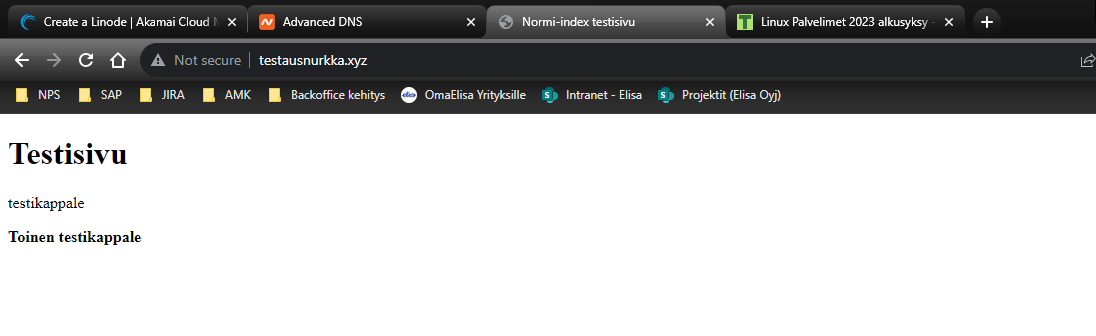 Create a Linode | Akamai Cloud M
Advanced DNS
Normi-index testisivu
Linux Palvelimet 2023 alkusyksy -
Not secure
testausnurkka.xyz
NPS
SAP
JIRA
AMK
Backoffice kehitys
OmaElisa Yrityksille
Intranet - Elisa
Projektit (Elisa Oyj)
Testisivu
testikappale
Toinen testikappale